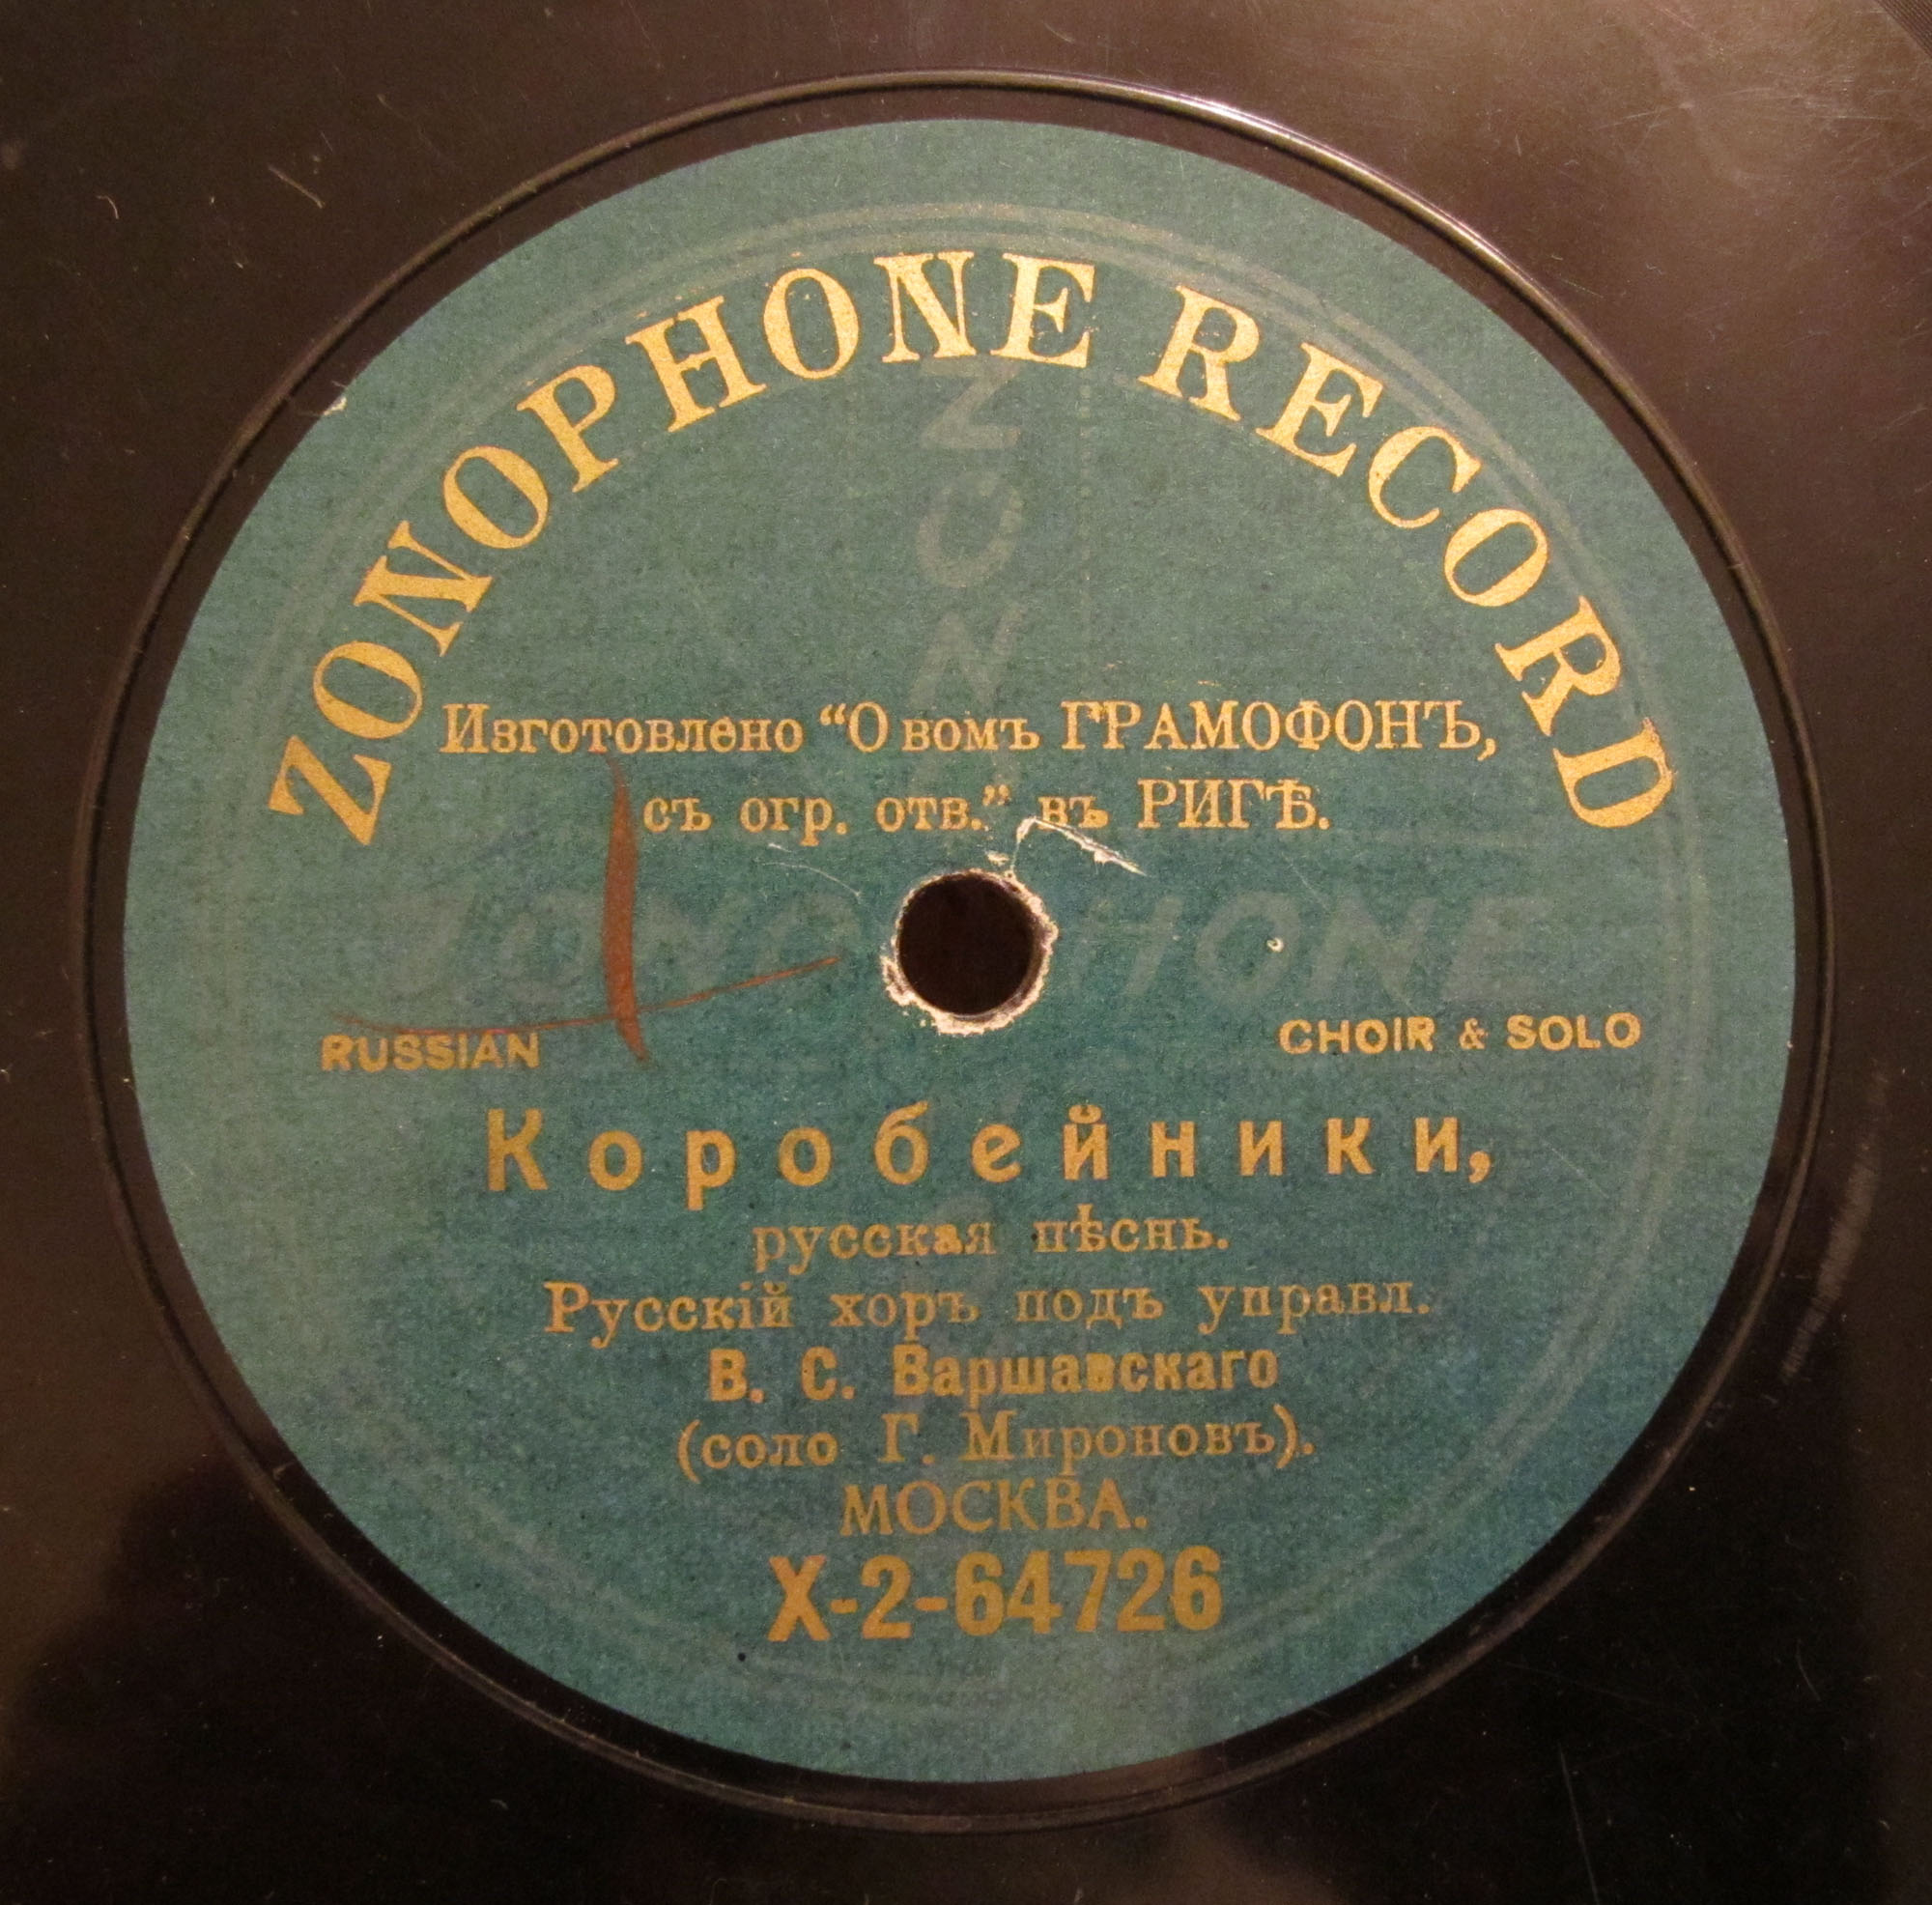 ZONOPHONE RECORD
Изготовлено “О вомъ ГРАМОФОНЪ,
съ огр. отв.” въ РИГѢ.
ZONOPHONE
RUSSIAN
CHOIR & SOLO
Коробейники,
русская пѣснь.
Русскій хоръ подъ управл.
В. С. Варшавскаго
(соло Г. Мироновъ).
МОСКВА.
X-2-64726